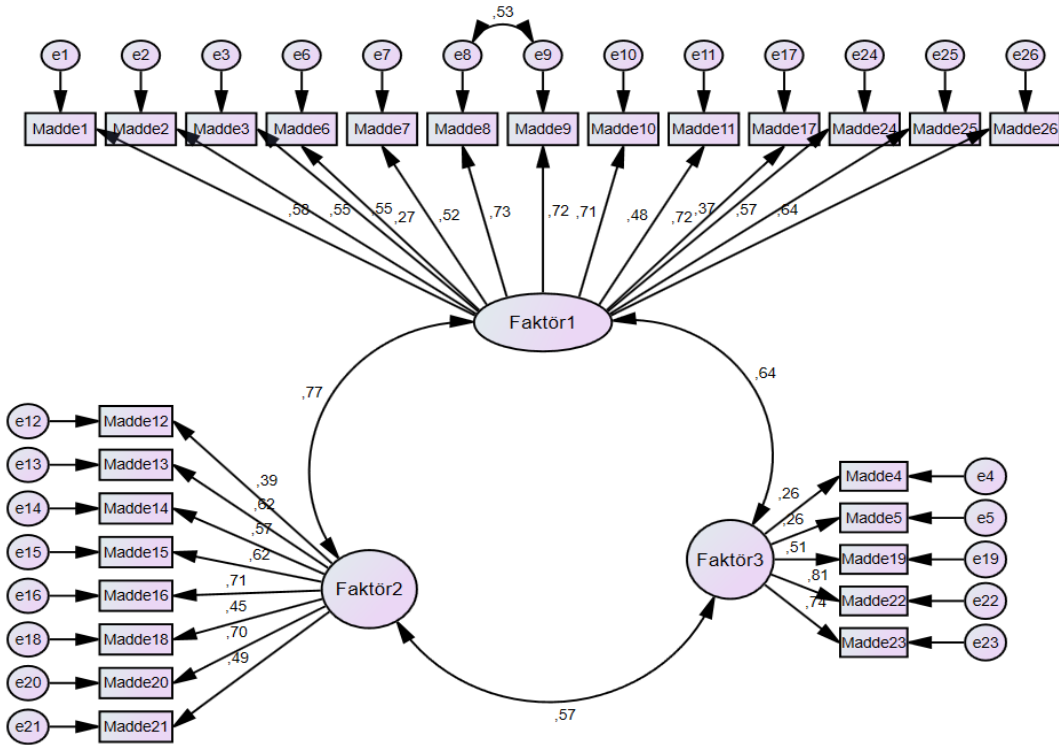 ,53
e1 e2 e3 e6 e7 e8 e9 e10 e11 e17 e24 e25 e26
Madde1 Madde2 Madde3 Madde6 Madde7 Madde8 Madde9 Madde10 Madde11 Madde17 Madde24 Madde25 Madde26
,58 ,55 ,55 ,27 ,52 ,73 ,72 ,71 ,48 ,72 ,37 ,57 ,64
Faktör1
,77
,64
e12 Madde12
e13 Madde13
e14 Madde14
e15 Madde15
e16 Madde16
e18 Madde18
e20 Madde20
e21 Madde21
,39
,62
,57
,62
,71
,45
,70
,49
Faktör2
Faktör3
,26
,26
,51
,81
,74
Madde4 e4
Madde5 e5
Madde19 e19
Madde22 e22
Madde23 e23
,57